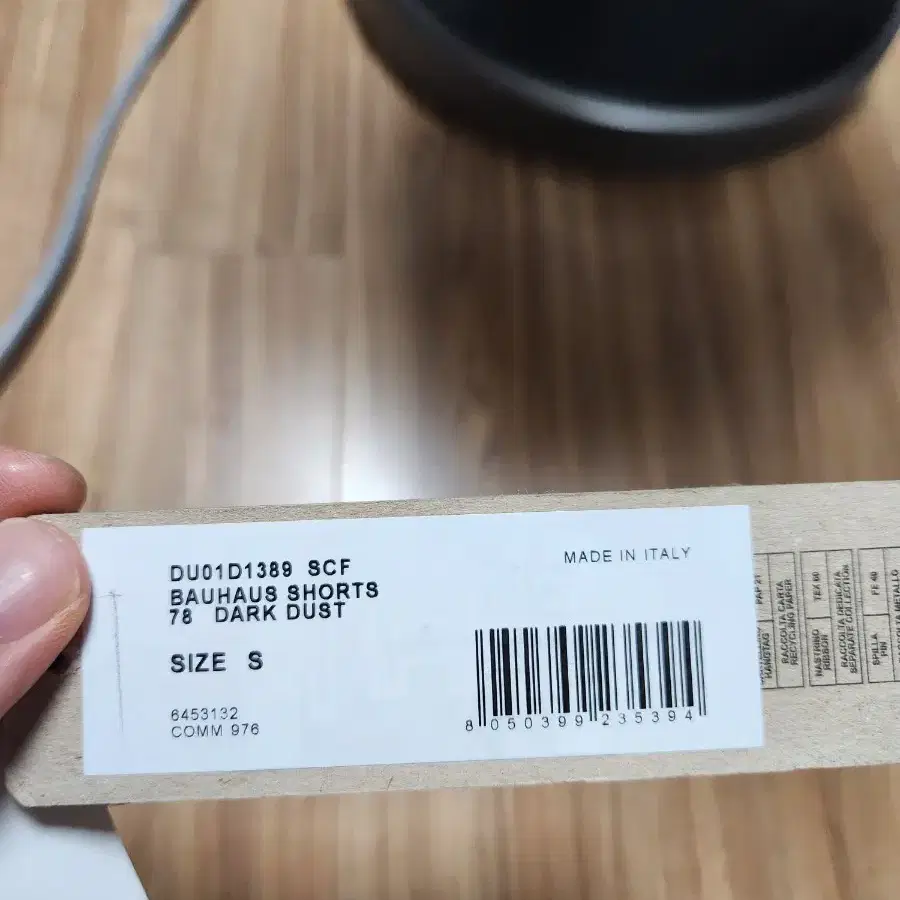 DU01D1389 SCF
BAUHAUS SHORTS
78 DARK DUST
SIZE S
6453132
COMM 976
MADE IN ITALY
8 050399 235394
HANGTAG
PAP 21
RACCOLTA CARTA
RECYCLING PAPER
NASTRINO
RIBBON
TEX 60
RACCOLTA DEDICATA
SEPARATE COLLECTION
SPILLA
PIN
FE 40
METALLO